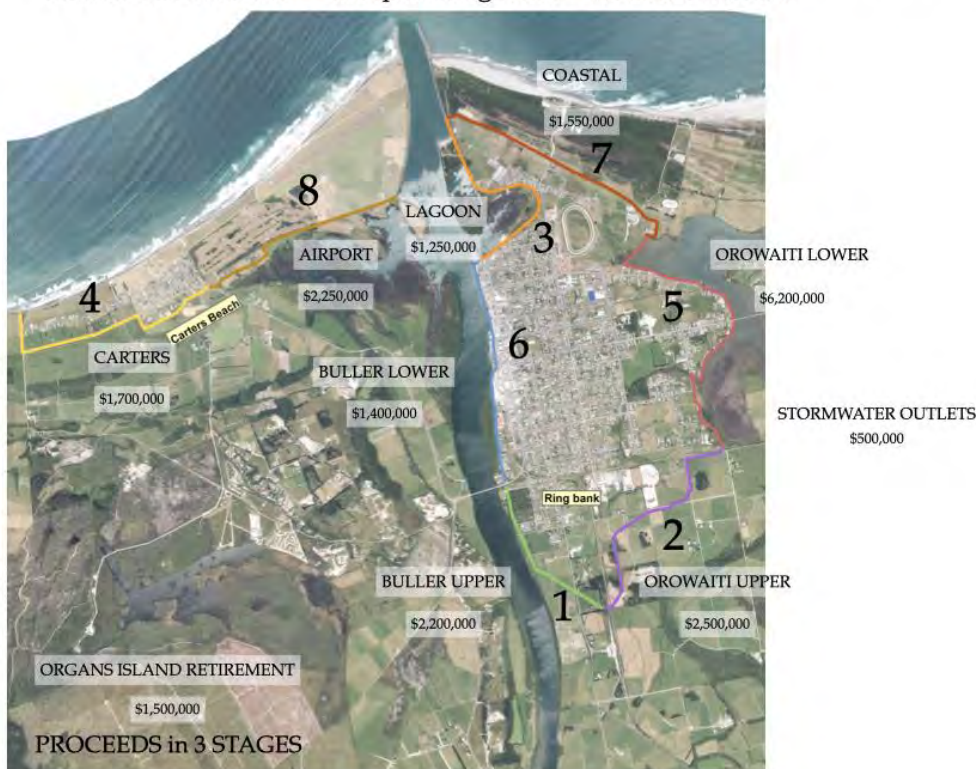 COASTAL
$1,550,000
7
8
LAGOON
$1,250,000
3
AIRPORT
$2,250,000
OROWAITI LOWER
$6,200,000
4
5
Carters Beach
6
CARTERS
$1,700,000
BULLER LOWER
$1,400,000
STORMWATER OUTLETS
$500,000
Ring bank
2
BULLER UPPER
$2,200,000
1
OROWAITI UPPER
$2,500,000
ORGANS ISLAND RETIREMENT
$1,500,000
PROCEEDS in 3 STAGES